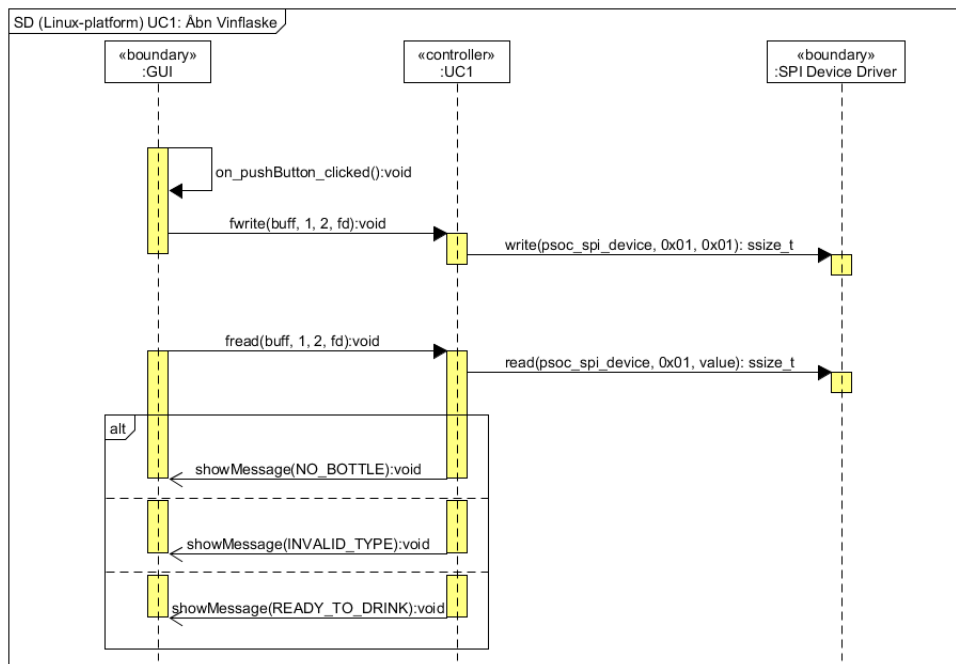 SD (Linux-platform) UC1: Åbn Vinflaske
«boundary»
:GUI
«controller»
:UC1
«boundary»
:SPI Device Driver
on_pushButton_clicked():void
fwrite(buff, 1, 2, fd):void
write(psoc_spi_device, 0x01, 0x01): ssize_t
fread(buff, 1, 2, fd):void
read(psoc_spi_device, 0x01, value): ssize_t
alt
showMessage(NO_BOTTLE):void
showMessage(INVALID_TYPE):void
showMessage(READY_TO_DRINK):void